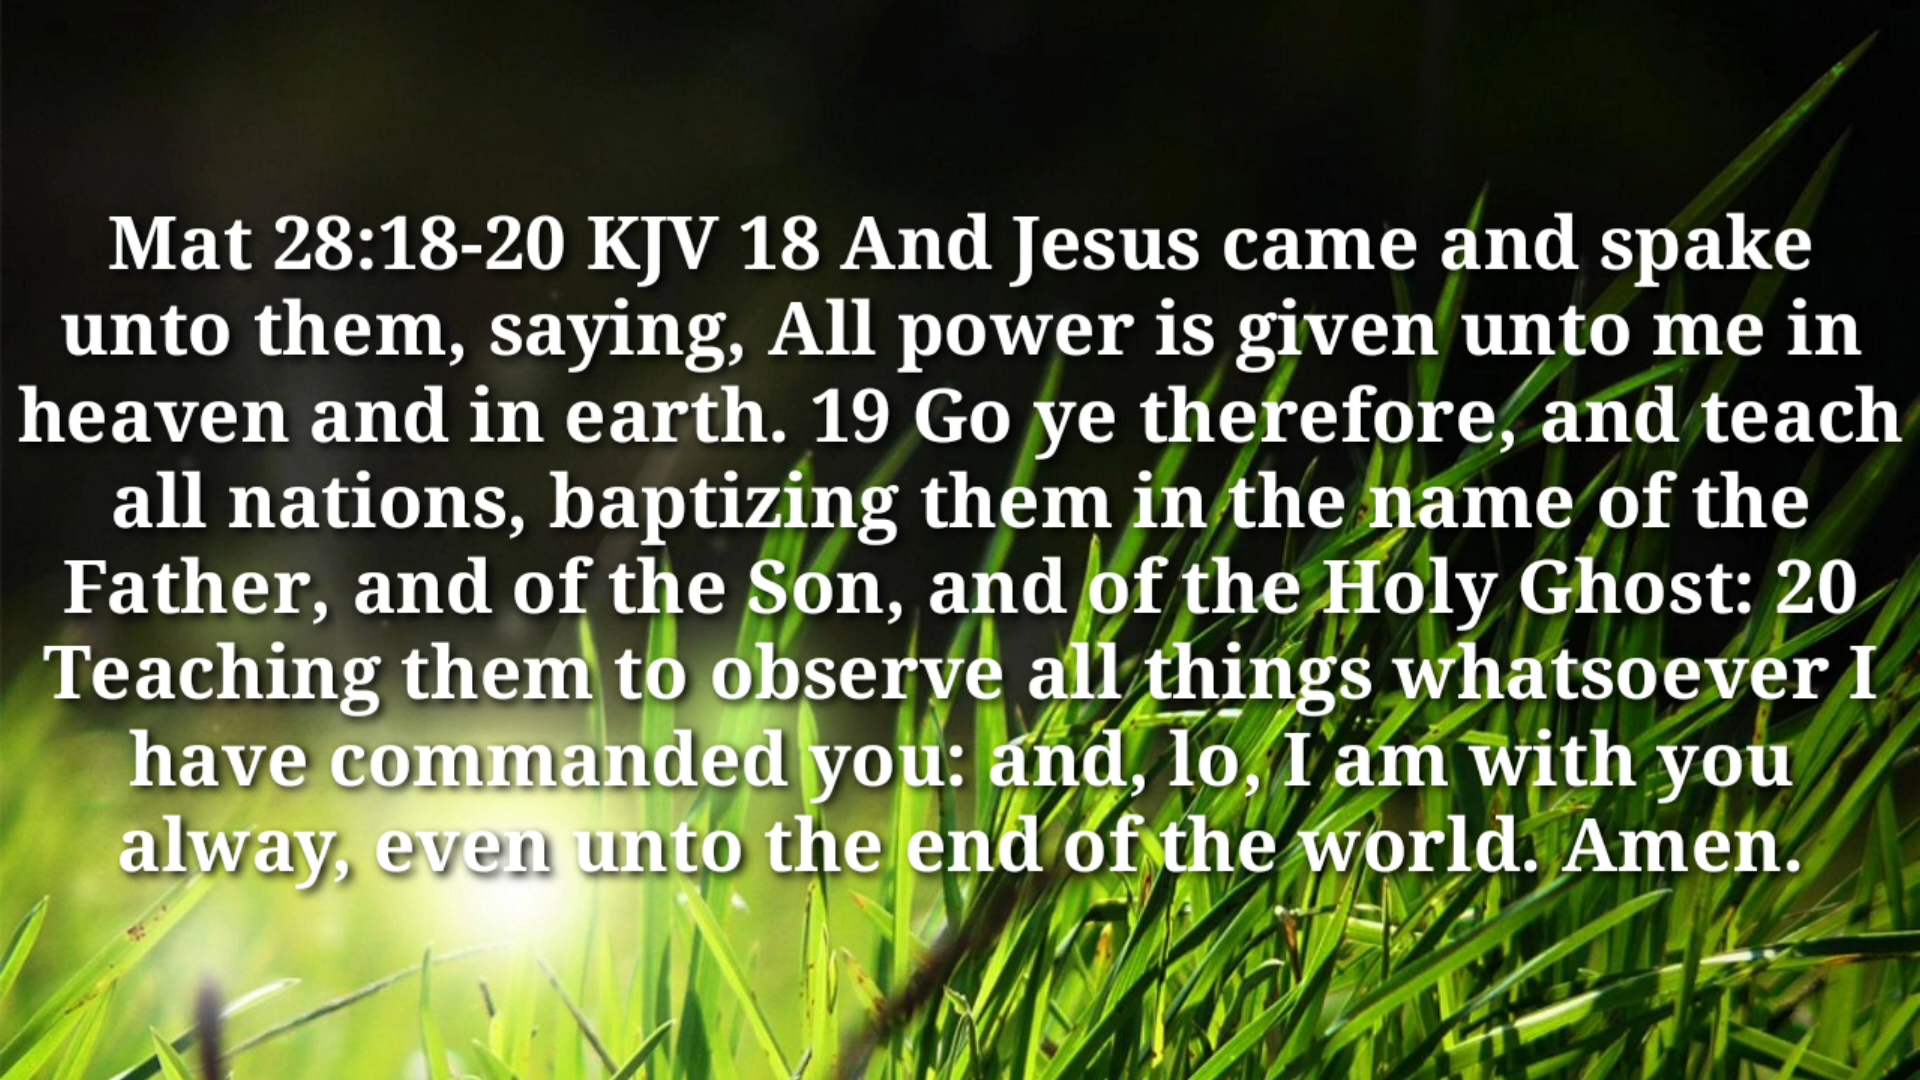 Mat 28:18-20 KJV 18 And Jesus came and spake
unto them, saying, All power is given unto me in
heaven and in earth. 19 Go ye therefore, and teach
all nations, baptizing them in the name of the
Father, and of the Son, and of the Holy Ghost: 20
Teaching them to observe all things whatsoever I
have commanded you: and, lo, I am with you
alway, even unto the end of the world. Amen.